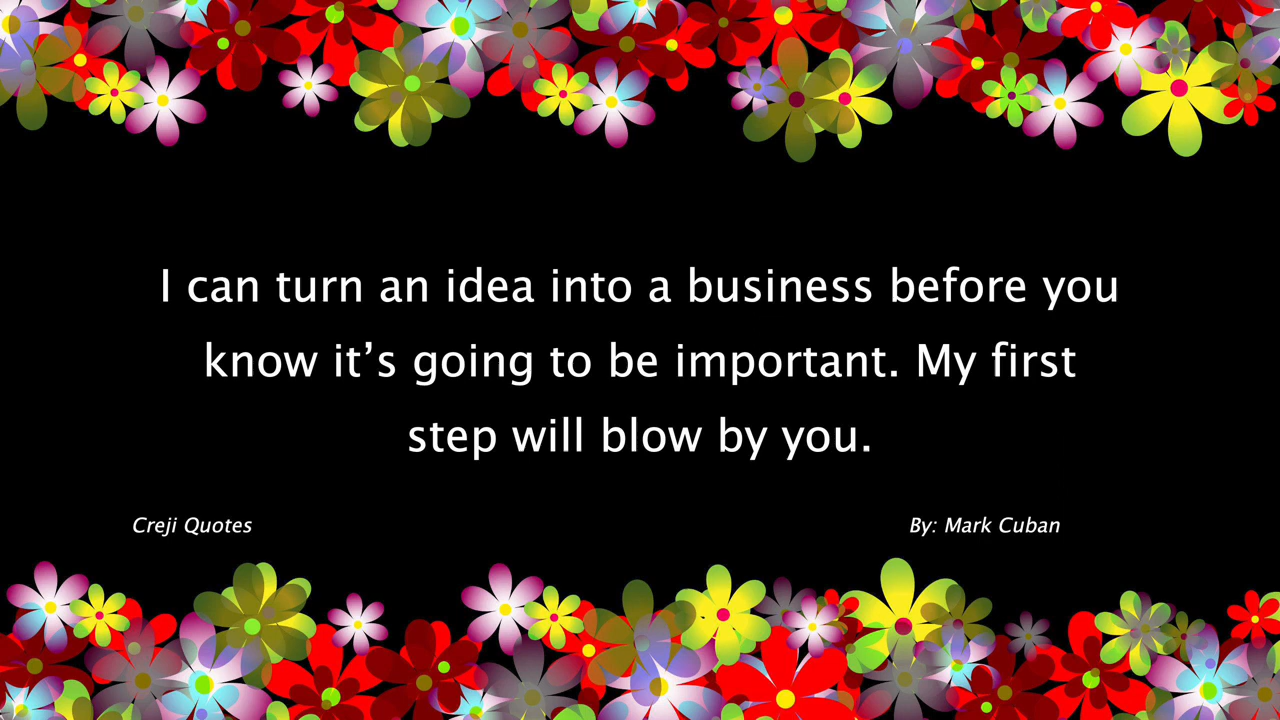 I can turn an idea into a business before you
know it’s going to be important. My first
step will blow by you.
Creji Quotes
By: Mark Cuban